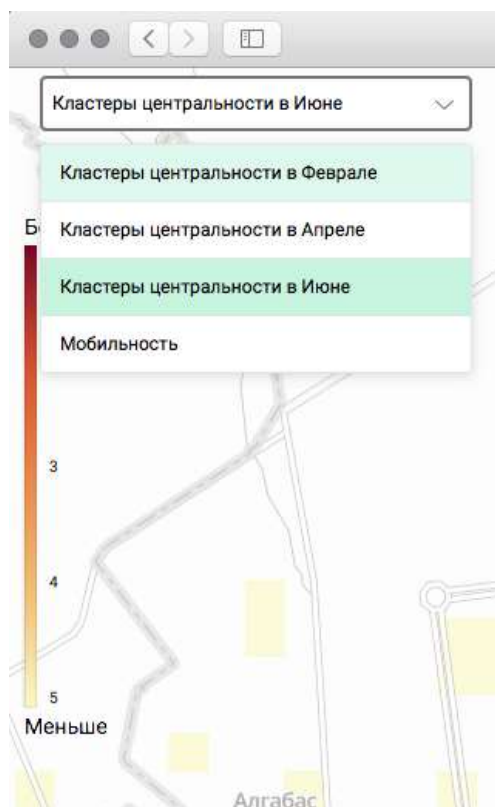 Кластеры центральности в Июне
Кластеры центральности в Феврале
Кластеры центральности в Апреле
Кластеры центральности в Июне
Мобильность
3
4
5
Меньше
Алгабас